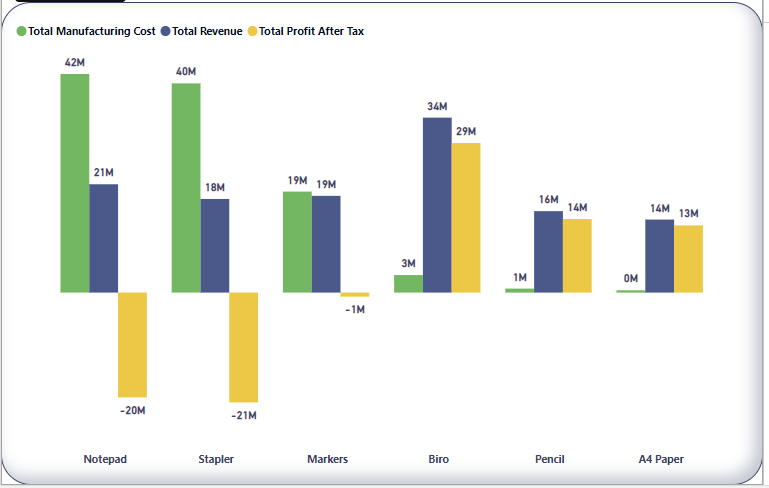 Total Manufacturing Cost Total Revenue Total Profit After Tax
42M
40M
34M
29M
21M
19M 19M
18M
16M
14M
14M
13M
3M
1M
0M
-1M
-20M
-21M
Notepad Stapler Markers Biro Pencil A4 Paper